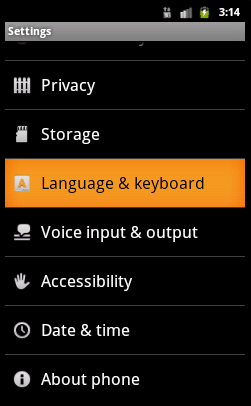 3:14
Settings
Privacy
Storage
A Language & keyboard
Voice input & output
Accessibility
Date & time
About phone